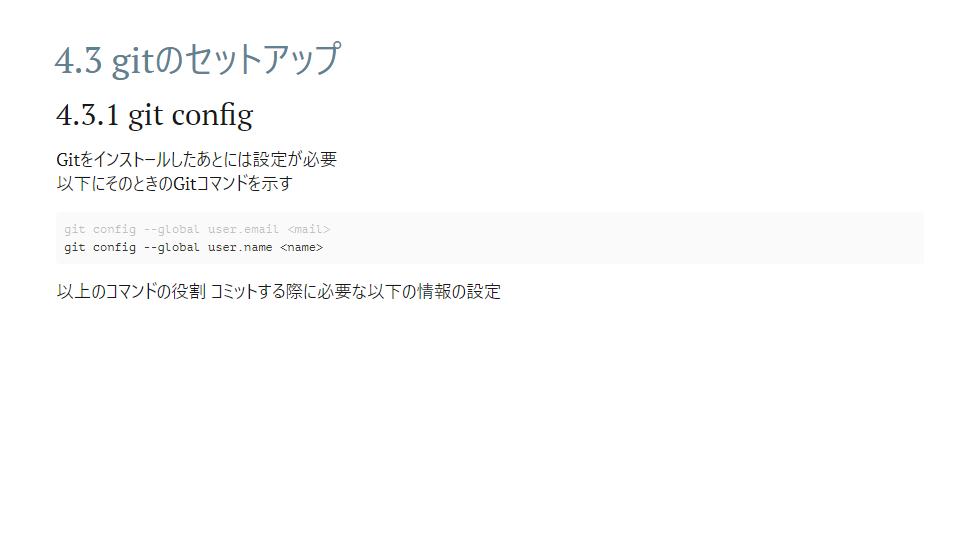 4.3 gitのセットアップ
4.3.1 git config
Gitをインストールしたあとには設定が必要
以下にそのときのGitコマンドを示す
git config --global user.email <mail>
git config --global user.name <name>
以上のコマンドの役割 コミットする際に必要な以下の情報の設定